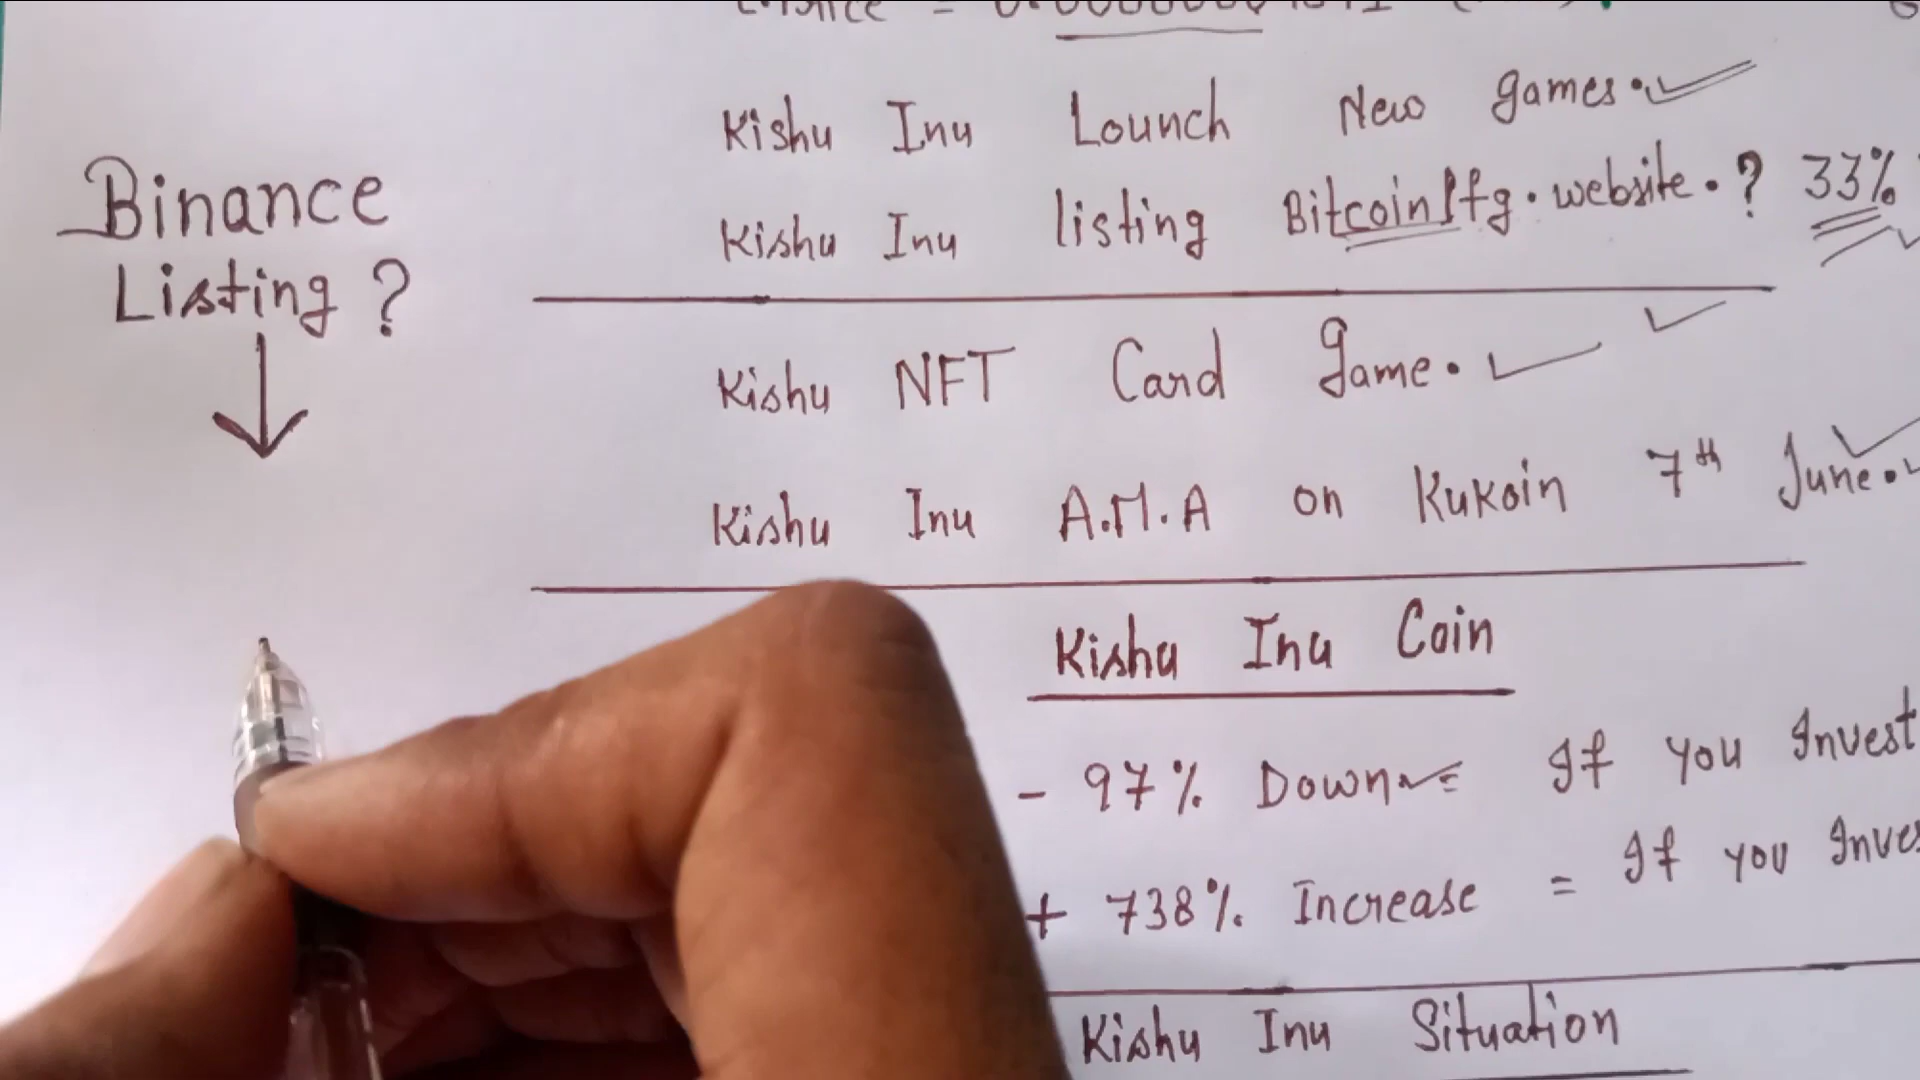 Binance
Listing ?
Kishu Inu Lounch New games.
Kishu Inu listing Bitcoinlfg. website. ? 33%
Kishu NFT Card Game.
Kishu Inu A.M.A on Kukoin 7th June.
Kishu Inu Coin
- 97% Down = If you Invest
+ 738% Increase = If you Inves
Kishu Inu Situation